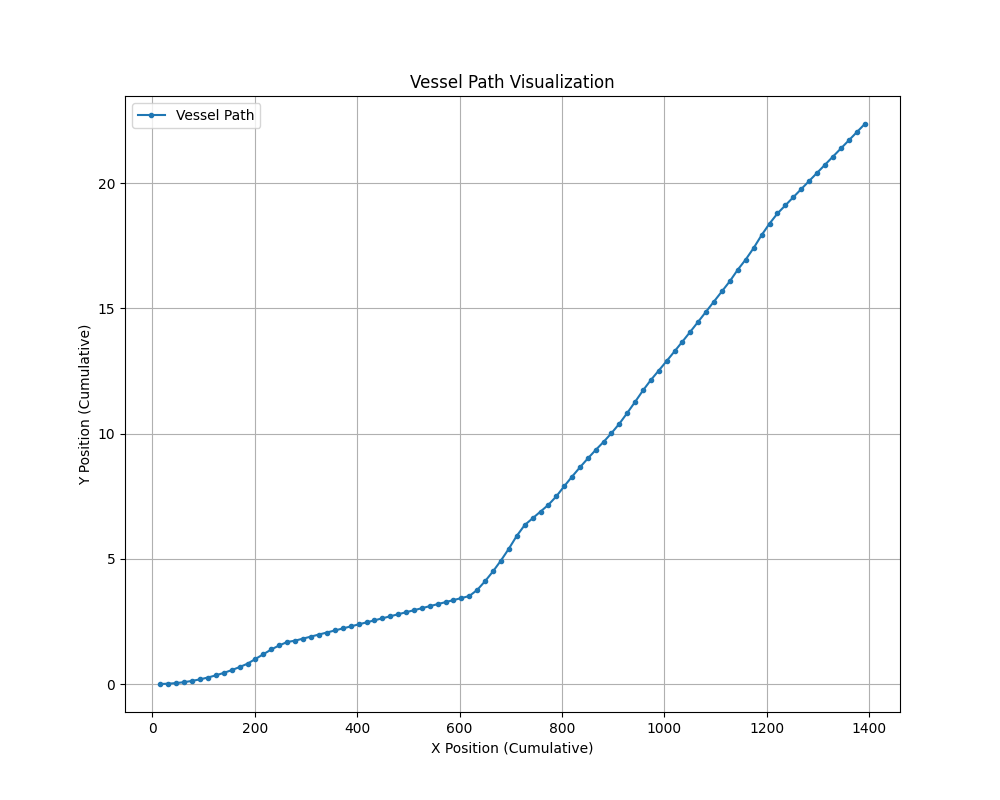 Vessel Path Visualization
Vessel Path
Y Position (Cumulative)
20
15
10
5
0
0 200 400 600 800 1000 1200 1400
X Position (Cumulative)